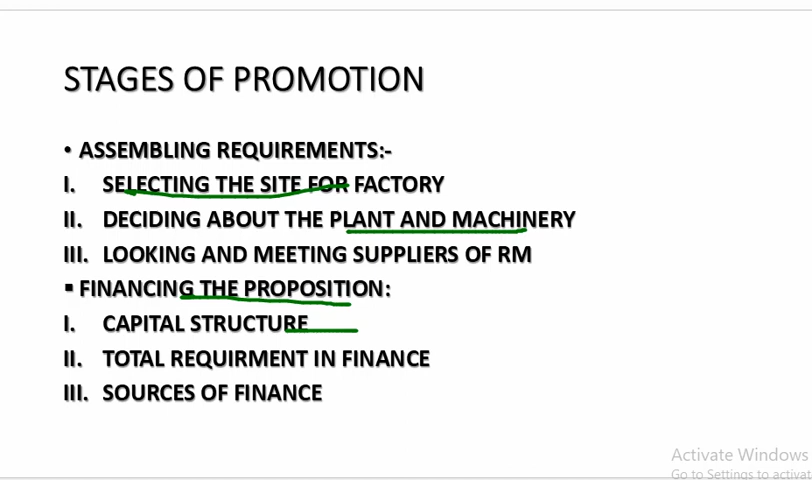 STAGES OF PROMOTION
• ASSEMBLING REQUIREMENTS:-
I. SELECTING THE SITE FOR FACTORY
II. DECIDING ABOUT THE PLANT AND MACHINERY
III. LOOKING AND MEETING SUPPLIERS OF RM
▪ FINANCING THE PROPOSITION:
I. CAPITAL STRUCTURE
II. TOTAL REQUIRMENT IN FINANCE
III. SOURCES OF FINANCE
Activate Windows
Go to Settings to activat